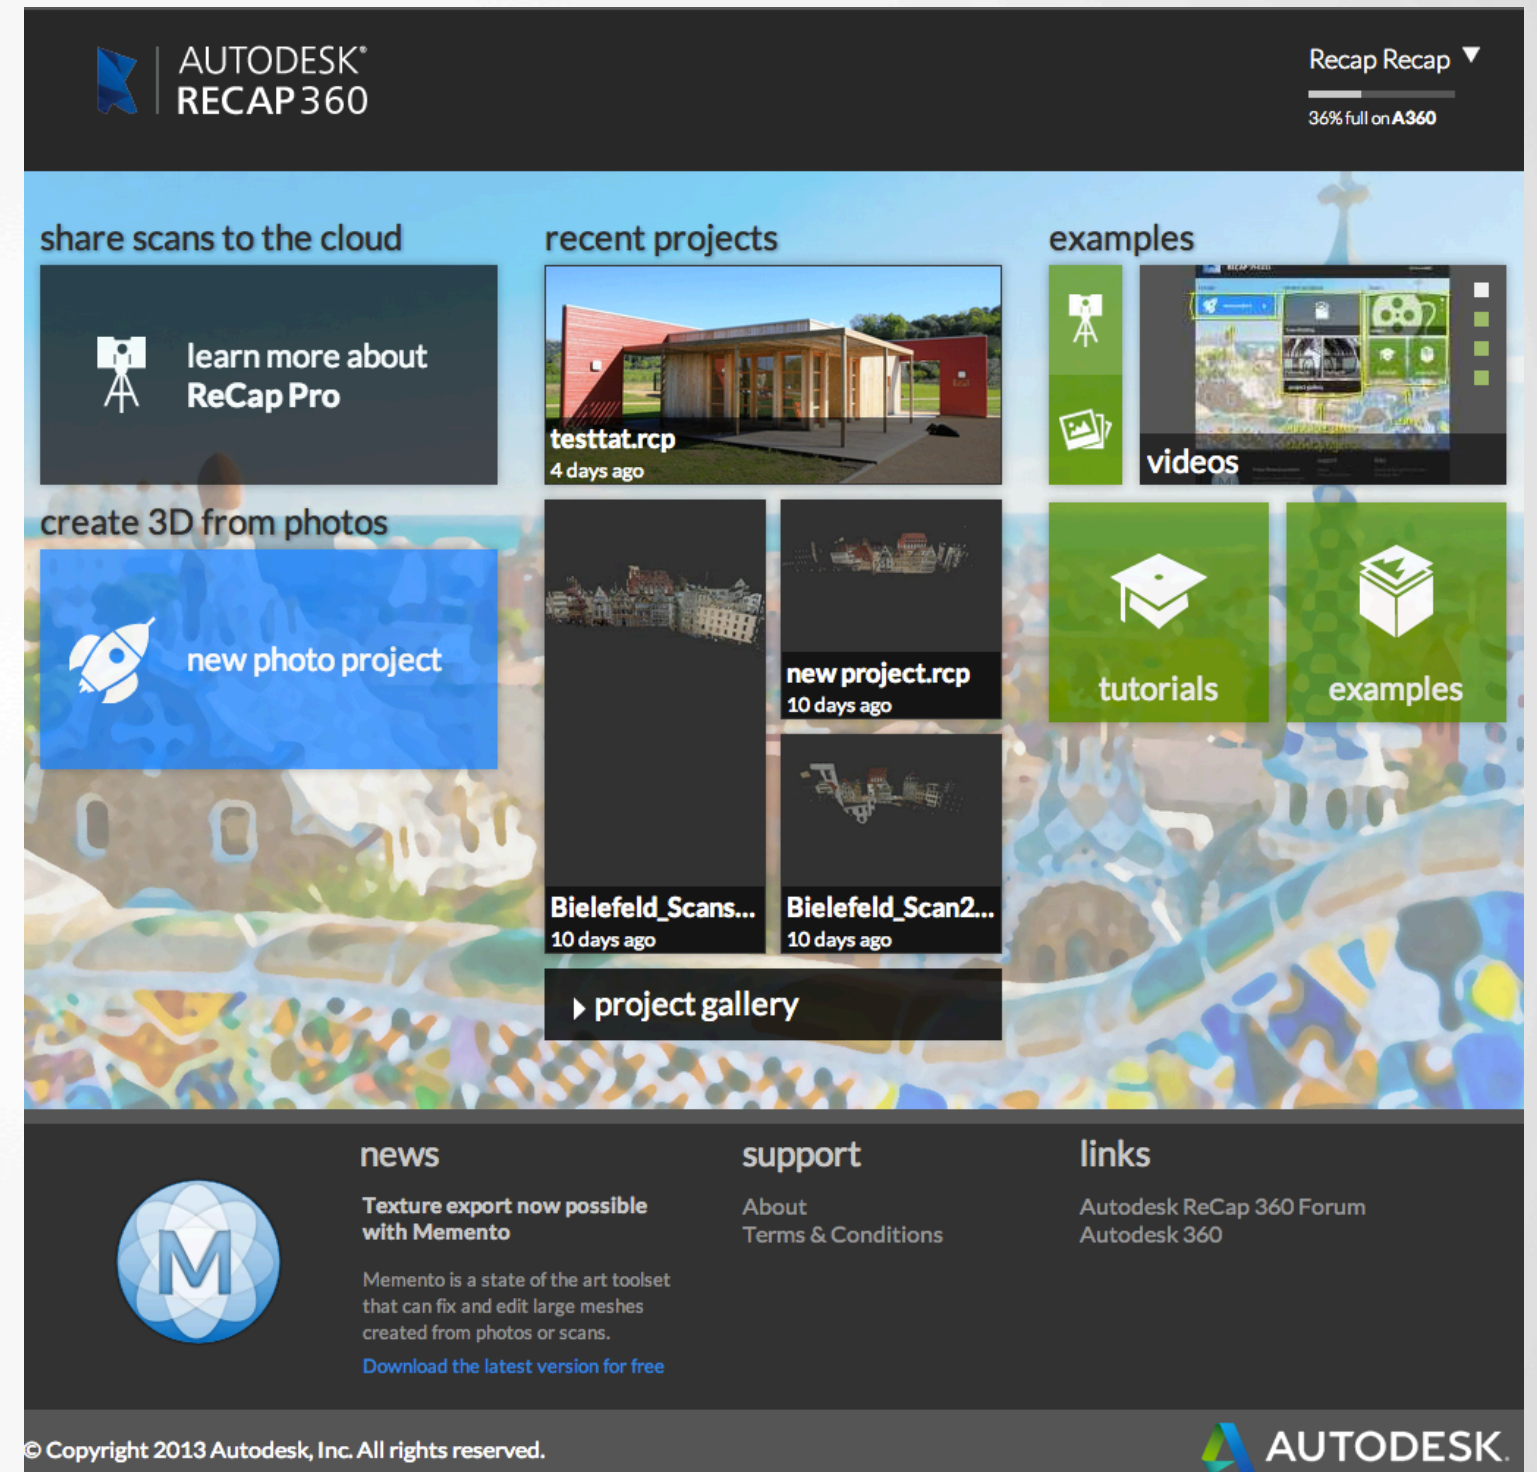 AUTODESK®
RECAP360
Recap Recap
36% full on A360
share scans to the cloud
learn more about
ReCap Pro
create 3D from photos
new photo project
recent projects
testtat.rcp
4 days ago
Bielefeld_Scans...
10 days ago
new project.rcp
10 days ago
Bielefeld_Scan2...
10 days ago
project gallery
examples
videos
tutorials
examples
news
Texture export now possible
with Memento
Memento is a state of the art toolset
that can fix and edit large meshes
created from photos or scans.
Download the latest version for free
support
About
Terms & Conditions
links
Autodesk ReCap 360 Forum
Autodesk 360
M
© Copyright 2013 Autodesk, Inc. All rights reserved.
AUTODESK.